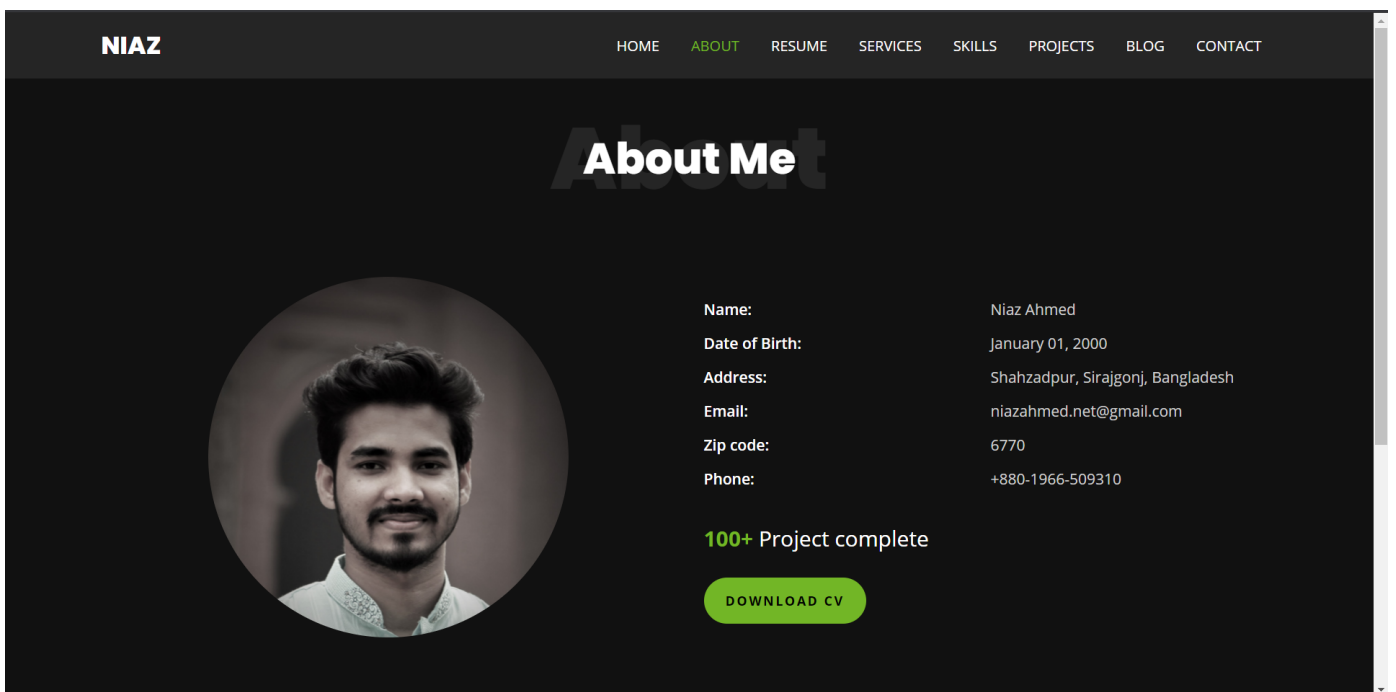 NIAZ HOME ABOUT RESUME SERVICES SKILLS PROJECTS BLOG CONTACT
About
About Me
Name: Niaz Ahmed
Date of Birth: January 01, 2000
Address: Shahzadpur, Sirajgonj, Bangladesh
Email: niazahmed.net@gmail.com
Zip code: 6770
Phone: +880-1966-509310
100+ Project complete
DOWNLOAD CV